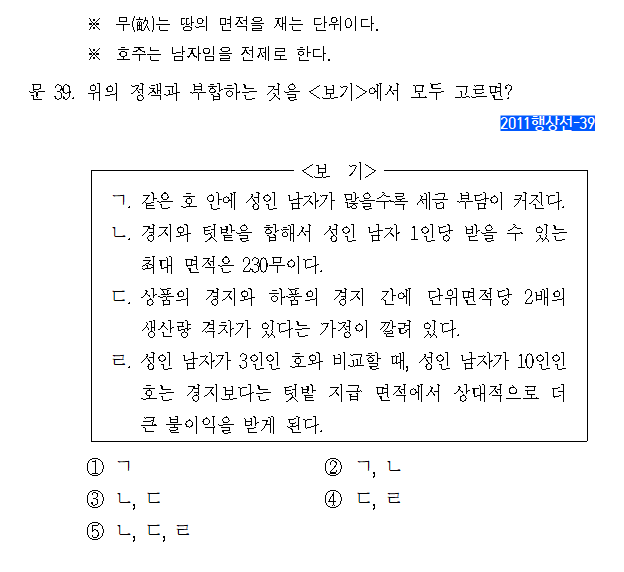 ※ 무(畝)는 땅의 면적을 재는 단위이다.
※ 호주는 남자임을 전제로 한다.
문 39. 위의 정책과 부합하는 것을 <보기>에서 모두 고르면?
2011행상선-39
<보 기>
ㄱ. 같은 호 안에 성인 남자가 많을수록 세금 부담이 커진다.
ㄴ. 경지와 텃밭을 합해서 성인 남자 1인당 받을 수 있는
최대 면적은 230무이다.
ㄷ. 상품의 경지와 하품의 경지 간에 단위면적당 2배의
생산량 격차가 있다는 가정이 깔려 있다.
ㄹ. 성인 남자가 3인인 호와 비교할 때, 성인 남자가 10인인
호는 경지보다는 텃밭 지급 면적에서 상대적으로 더
큰 불이익을 받게 된다.
① ㄱ ② ㄱ, ㄴ
③ ㄴ, ㄷ ④ ㄷ, ㄹ
⑤ ㄴ, ㄷ, ㄹ